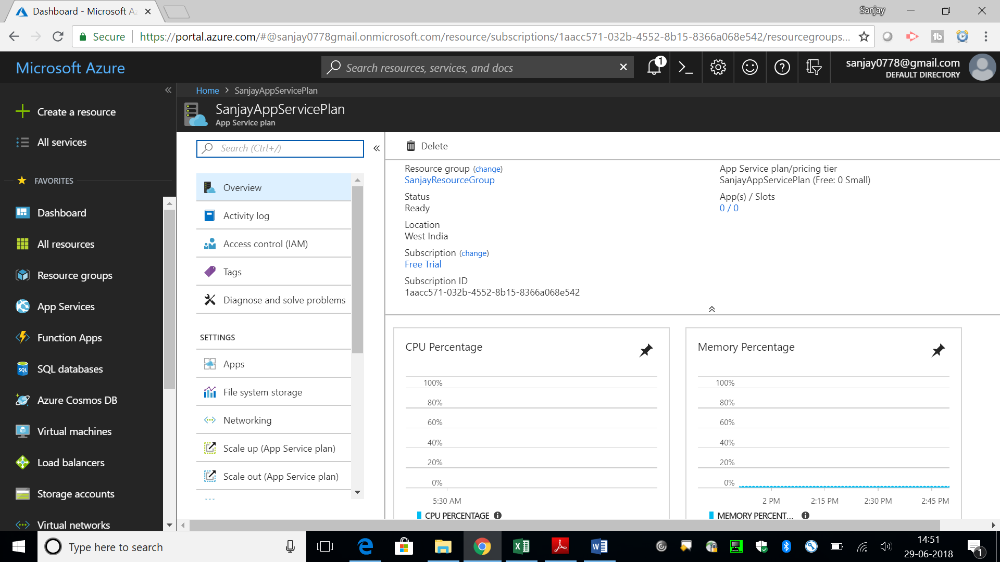 Dashboard - Microsoft Az
Sanjay
Secure
https://portal.azure.com/#@sanjay0778gmail.onmicrosoft.com/resource/subscriptions/1aacc571-032b-4552-8b15-8366a068e542/resourcegroups...
Microsoft Azure
Search resources, services, and docs
1
sanjay0778@gmail.com
DEFAULT DIRECTORY
Create a resource
All services
FAVORITES
Dashboard
All resources
Resource groups
App Services
Function Apps
SQL
SQL databases
Azure Cosmos DB
Virtual machines
Load balancers
Storage accounts
Virtual networks
Home > SanjayAppServicePlan
SanjayAppServicePlan
App Service plan
Search (Ctrl+/)
Overview
Activity log
Access control (IAM)
Tags
Diagnose and solve problems
SETTINGS
Apps
File system storage
Networking
Scale up (App Service plan)
Scale out (App Service plan)
Delete
Resource group (change)
SanjayResourceGroup
Status
Ready
Location
West India
Subscription (change)
Free Trial
Subscription ID
1aacc571-032b-4552-8b15-8366a068e542
App Service plan/pricing tier
SanjayAppServicePlan (Free: 0 Small)
App(s) / Slots
0 / 0
CPU Percentage
100%
80%
60%
40%
20%
0%
5:30 AM
CPU PERCENTAGE
Memory Percentage
100%
80%
60%
40%
20%
0%
2 PM 2:15 PM 2:30 PM 2:45 PM
MEMORY PERCENT...
Type here to search
14:51
29-06-2018
1